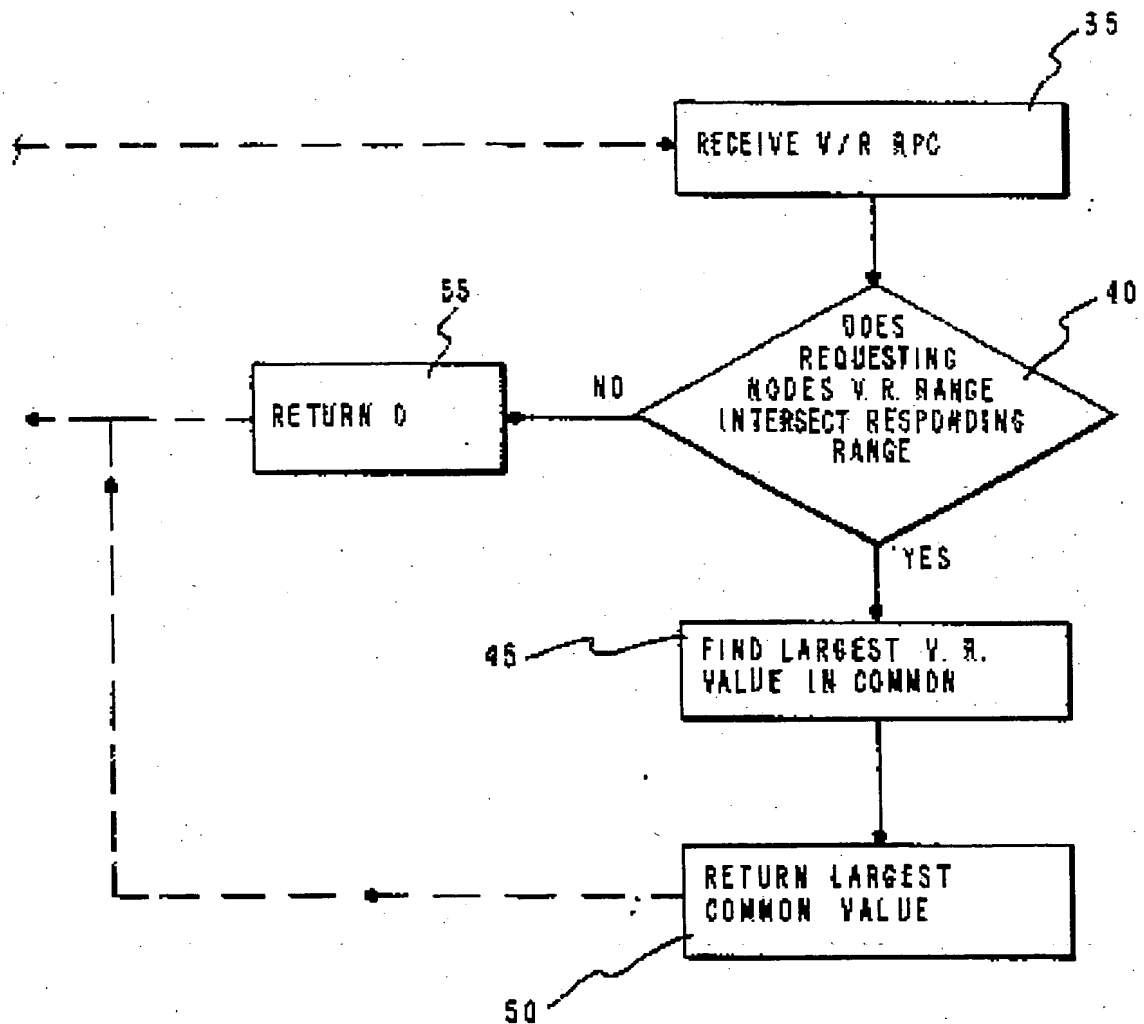 35
RECEIVE V/R RPC
40
DOES
REQUESTING
NODES V. R. RANGE
INTERSECT RESPONDING
RANGE
NO
55
RETURN 0
YES
45
FIND LARGEST V. R.
VALUE IN COMMON
RETURN LARGEST
COMMON VALUE
50